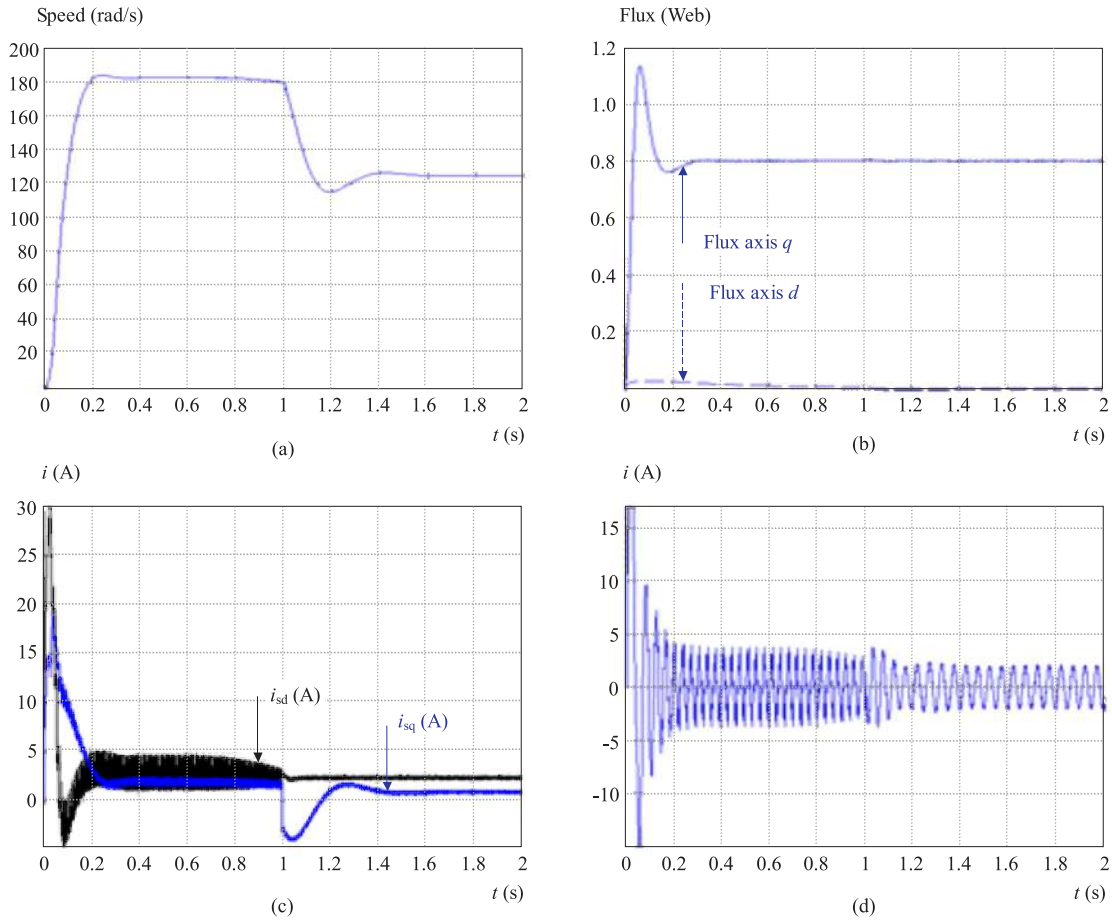 Speed (rad/s)
200
180
160
140
120
100
80
60
40
20
0 0.2 0.4 0.6 0.8 1 1.2 1.4 1.6 1.8 2
t (s)
(a)
Flux (Web)
1.2
1.0
0.8
0.6
0.4
0.2
Flux axis q
Flux axis d
0 0.2 0.4 0.6 0.8 1 1.2 1.4 1.6 1.8 2
t (s)
(b)
i (A)
30
25
20
15
10
5
0
isd (A)
isq (A)
0 0.2 0.4 0.6 0.8 1 1.2 1.4 1.6 1.8 2
t (s)
(c)
i (A)
15
10
5
0
-5
-10
0 0.2 0.4 0.6 0.8 1 1.2 1.4 1.6 1.8 2
t (s)
(d)